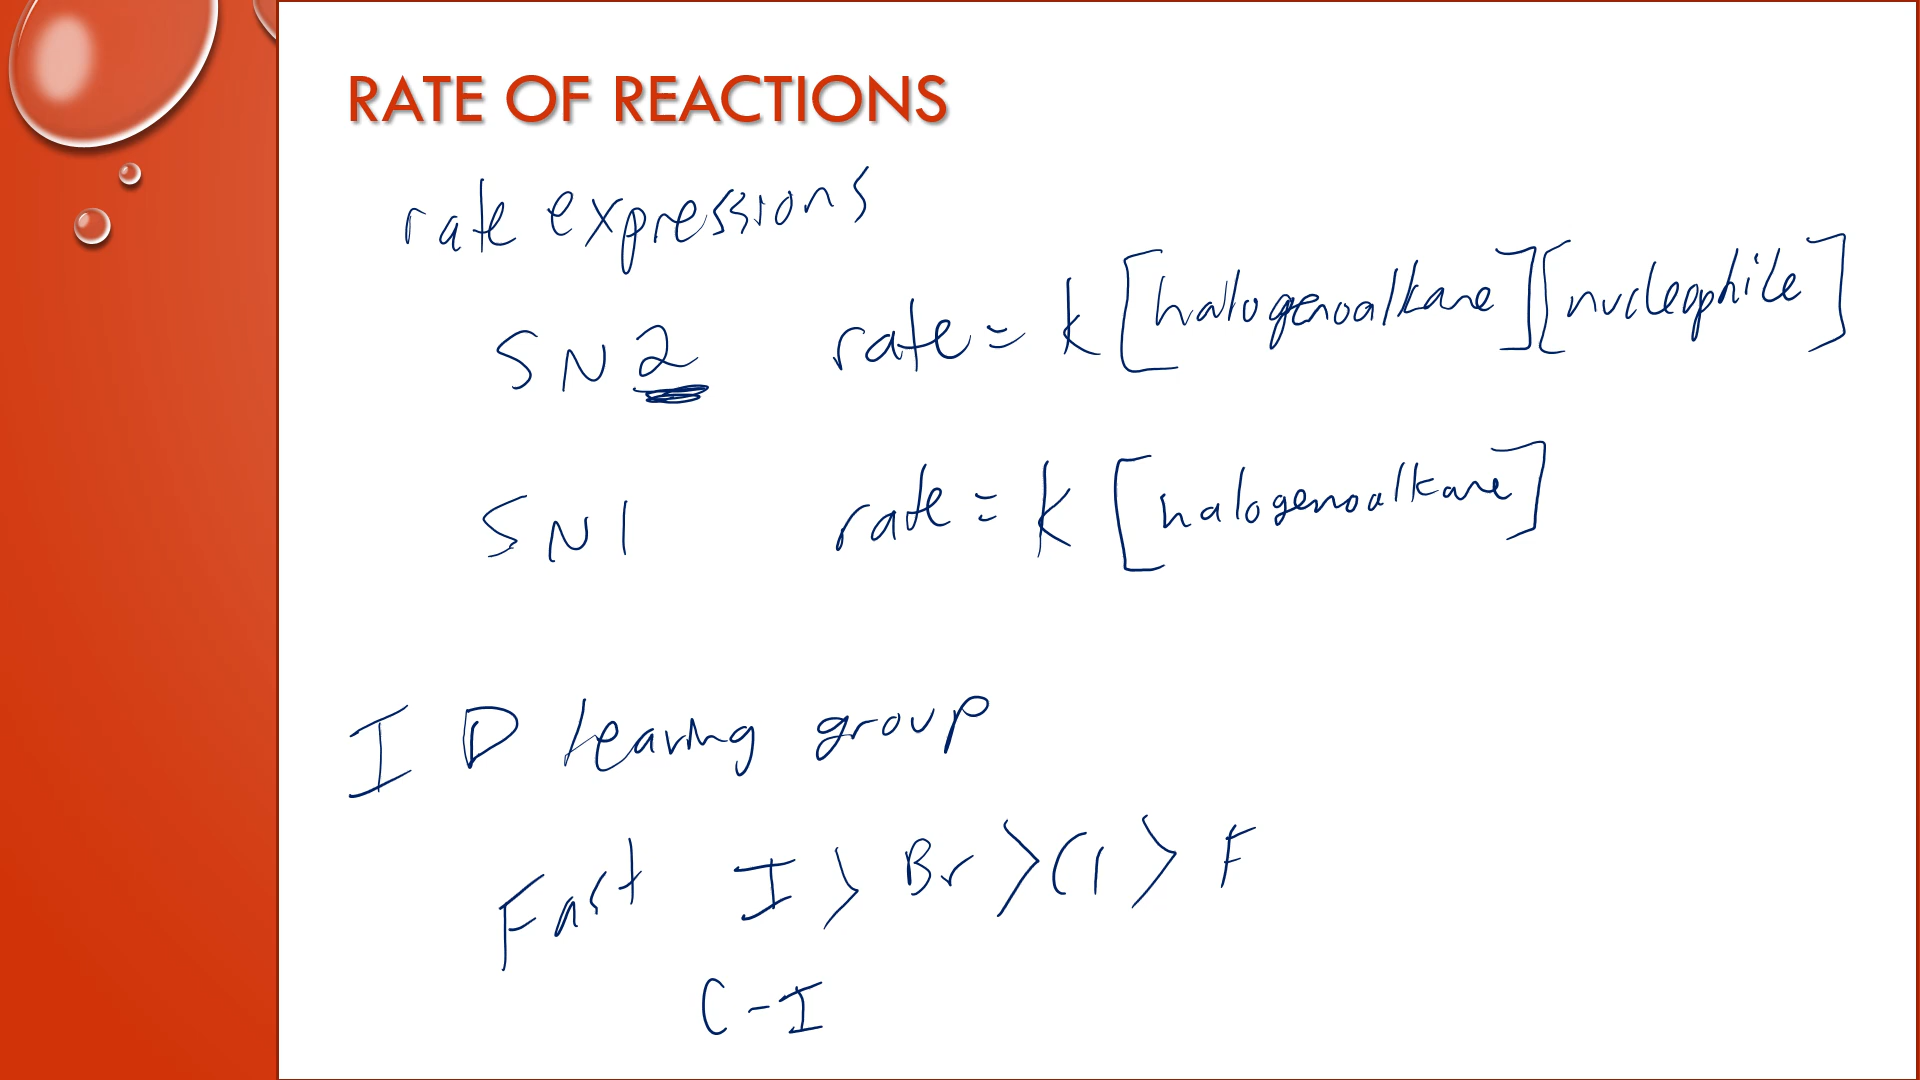 RATE OF REACTIONS
rate expressions
SN2 rate = k [halogenoalkane][nucleophile]
SN1 rate = k [halogenoalkane]
ID leaving group
Fast I > Br > Cl > F
C-I